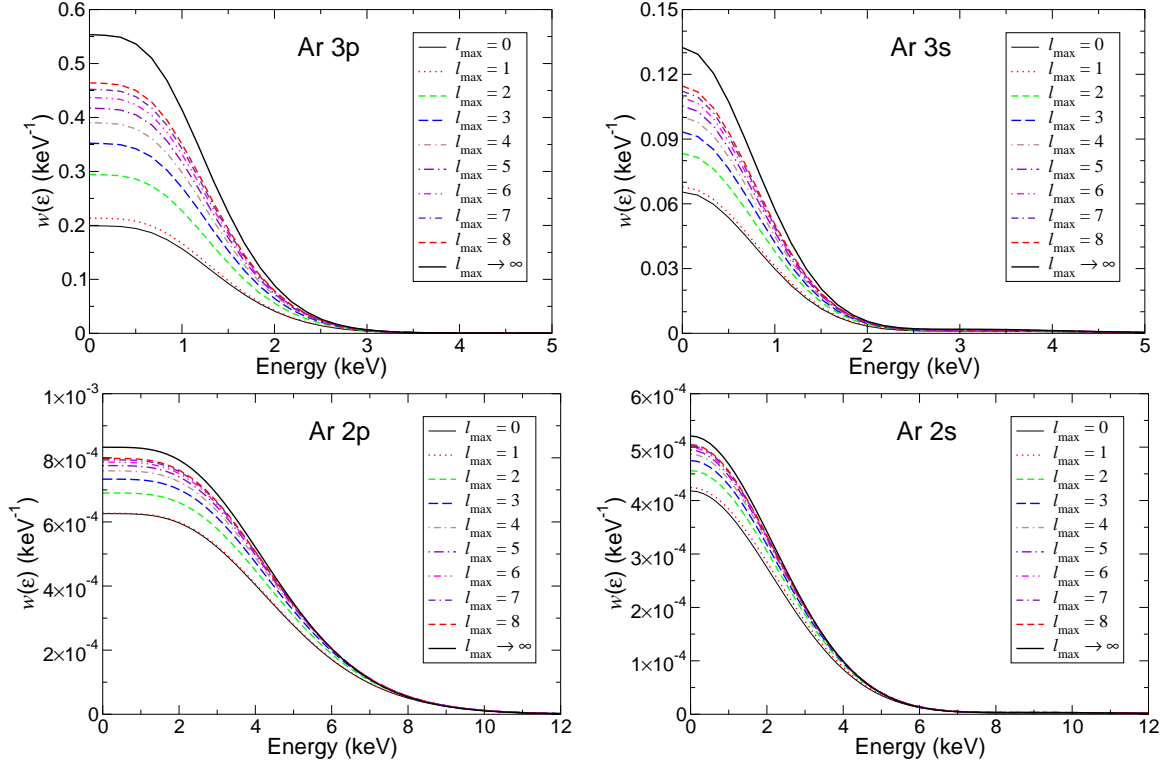 Ar 3p
w(ε) (keV⁻¹)
0.6
0.5
0.4
0.3
0.2
0.1
0
0 1 2 3 4 5
Energy (keV)
l_max = 0
l_max = 1
l_max = 2
l_max = 3
l_max = 4
l_max = 5
l_max = 6
l_max = 7
l_max = 8
l_max → ∞
Ar 3s
w(ε) (keV⁻¹)
0.15
0.12
0.09
0.06
0.03
0
0 1 2 3 4 5
Energy (keV)
l_max = 0
l_max = 1
l_max = 2
l_max = 3
l_max = 4
l_max = 5
l_max = 6
l_max = 7
l_max = 8
l_max → ∞
Ar 2p
w(ε) (keV⁻¹)
1×10⁻³
8×10⁻⁴
6×10⁻⁴
4×10⁻⁴
2×10⁻⁴
0
0 2 4 6 8 10 12
Energy (keV)
l_max = 0
l_max = 1
l_max = 2
l_max = 3
l_max = 4
l_max = 5
l_max = 6
l_max = 7
l_max = 8
l_max → ∞
Ar 2s
w(ε) (keV⁻¹)
6×10⁻⁴
5×10⁻⁴
4×10⁻⁴
3×10⁻⁴
2×10⁻⁴
1×10⁻⁴
0
0 2 4 6 8 10 12
Energy (keV)
l_max = 0
l_max = 1
l_max = 2
l_max = 3
l_max = 4
l_max = 5
l_max = 6
l_max = 7
l_max = 8
l_max → ∞